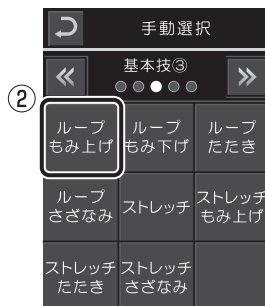 手動選択
基本技③
②
ループ ループ ループ
もみ上げ もみ下げ たたき
ループ ストレッチ ストレッチ
さざなみ もみ上げ
ストレッチ ストレッチ
たたき さざなみ